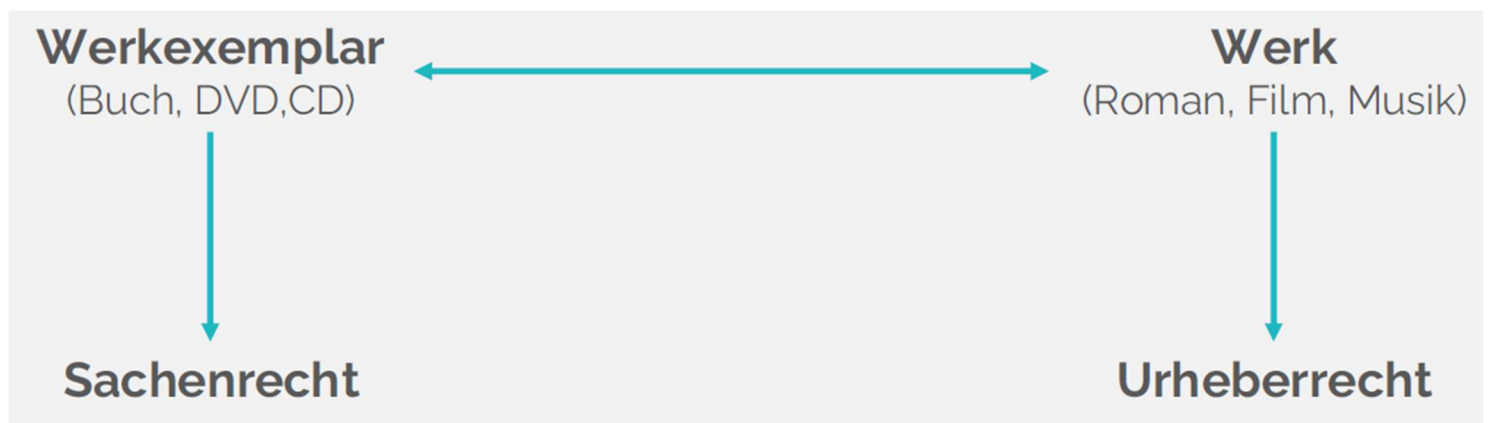 Werkexemplar
(Buch, DVD,CD)
Werk
(Roman, Film, Musik)
Sachenrecht
Urheberrecht